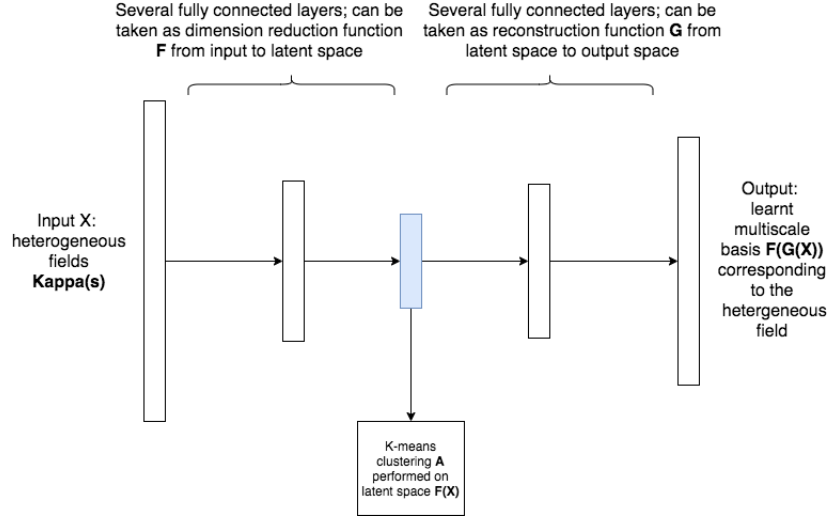 Several fully connected layers; can be
taken as dimension reduction function
F from input to latent space
Several fully connected layers; can be
taken as reconstruction function G from
latent space to output space
Input X:
heterogeneous
fields
Kappa(s)
Output:
learnt
multiscale
basis F(G(X))
corresponding
to the
hetergeneous
field
K-means
clustering A
performed on
latent space F(X)